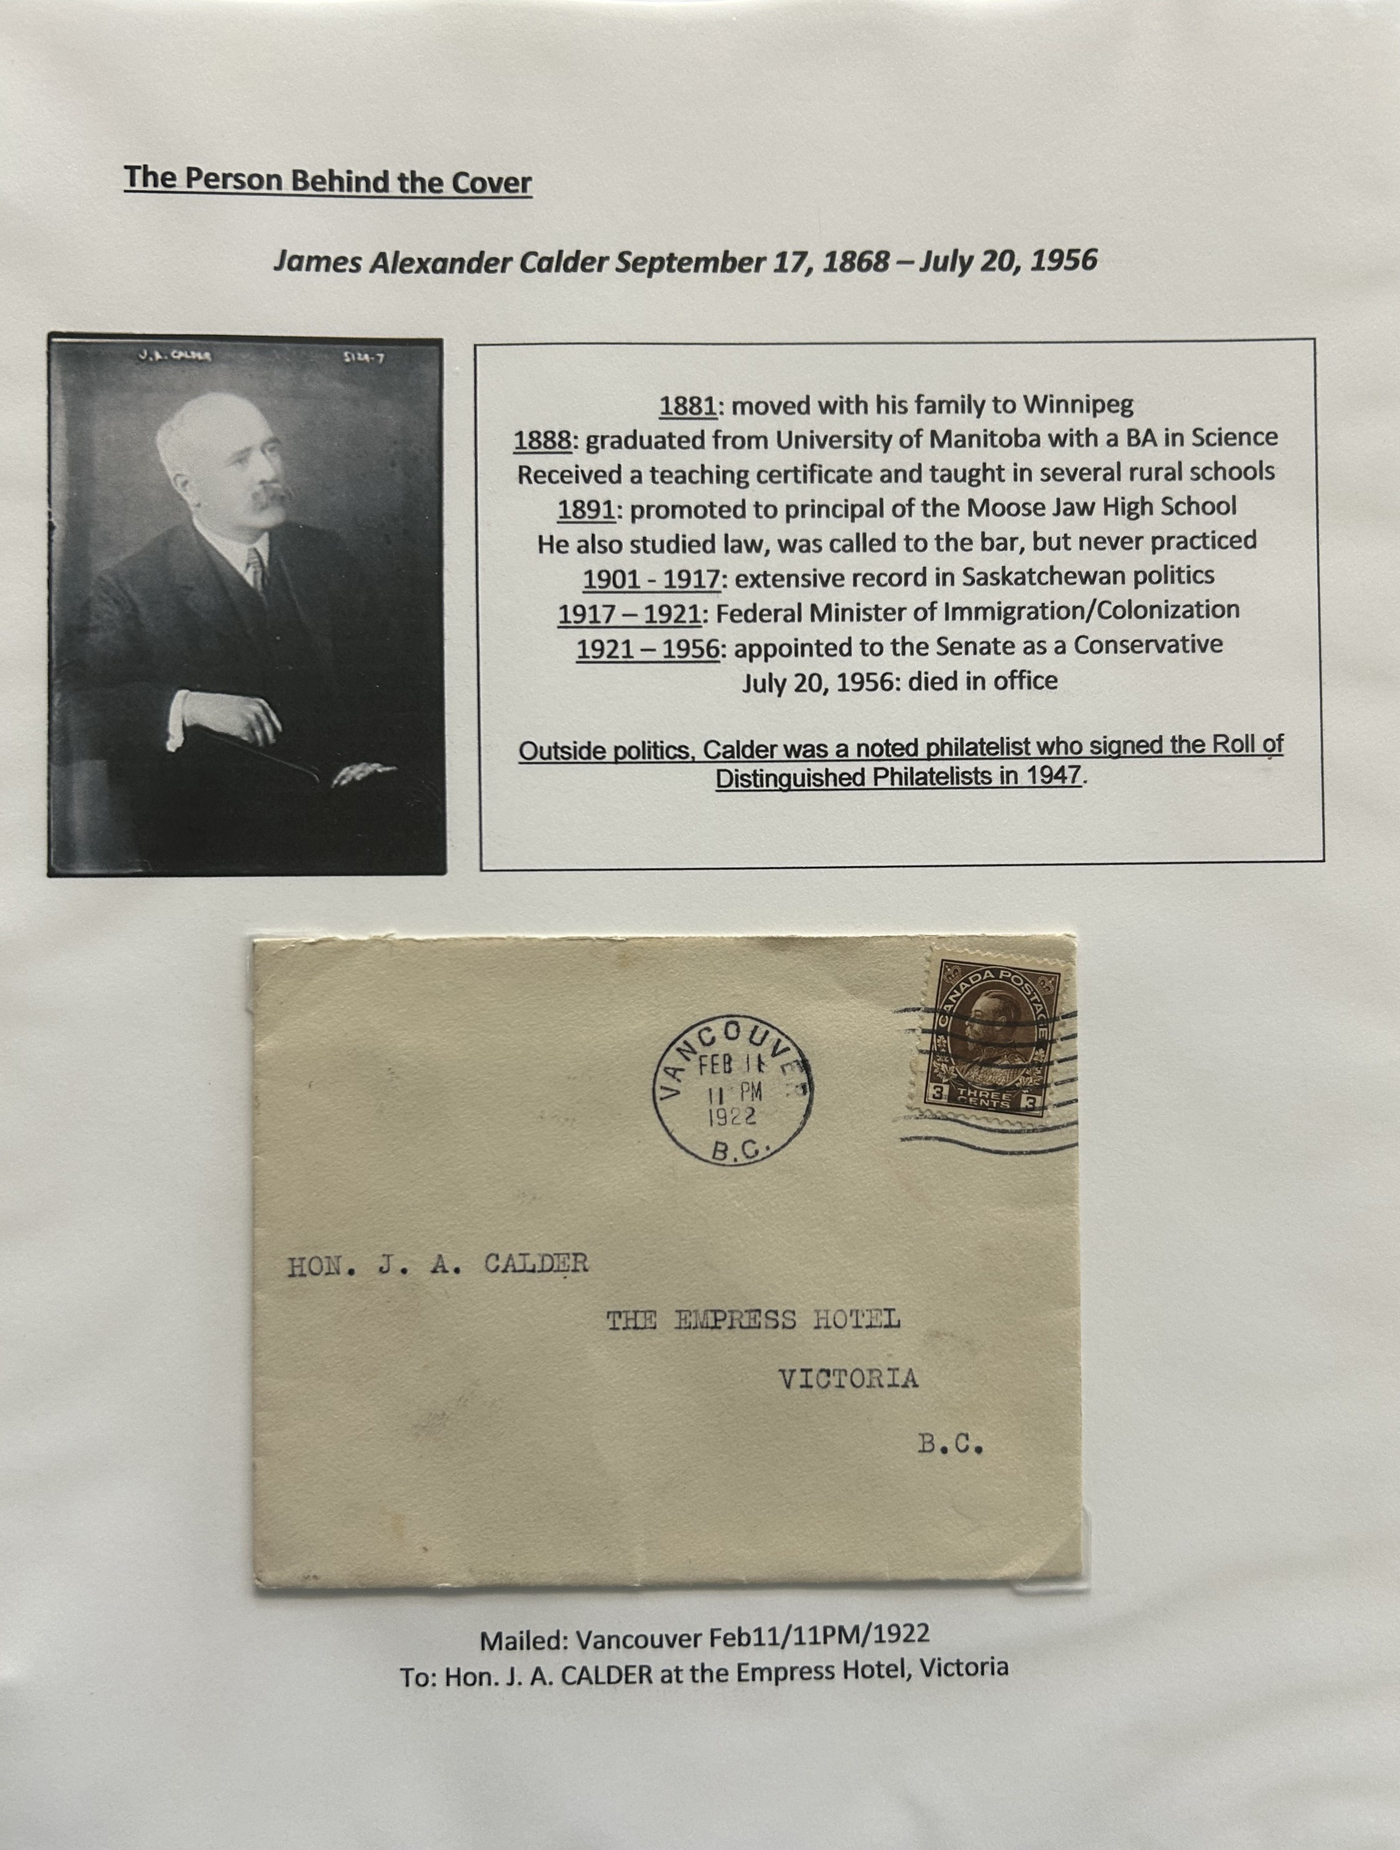 The Person Behind the Cover
James Alexander Calder September 17, 1868 – July 20, 1956
J.A. CALDER
5129-7
1881: moved with his family to Winnipeg
1888: graduated from University of Manitoba with a BA in Science
Received a teaching certificate and taught in several rural schools
1891: promoted to principal of the Moose Jaw High School
He also studied law, was called to the bar, but never practiced
1901 - 1917: extensive record in Saskatchewan politics
1917 – 1921: Federal Minister of Immigration/Colonization
1921 – 1956: appointed to the Senate as a Conservative
July 20, 1956: died in office
Outside politics, Calder was a noted philatelist who signed the Roll of
Distinguished Philatelists in 1947.
CANADA POSTAGE
3 THREE CENTS 3
VANCOUVER
FEB 11
11 PM
1922
B.C.
HON. J. A. CALDER
THE EMPRESS HOTEL
VICTORIA
B.C.
Mailed: Vancouver Feb11/11PM/1922
To: Hon. J. A. CALDER at the Empress Hotel, Victoria